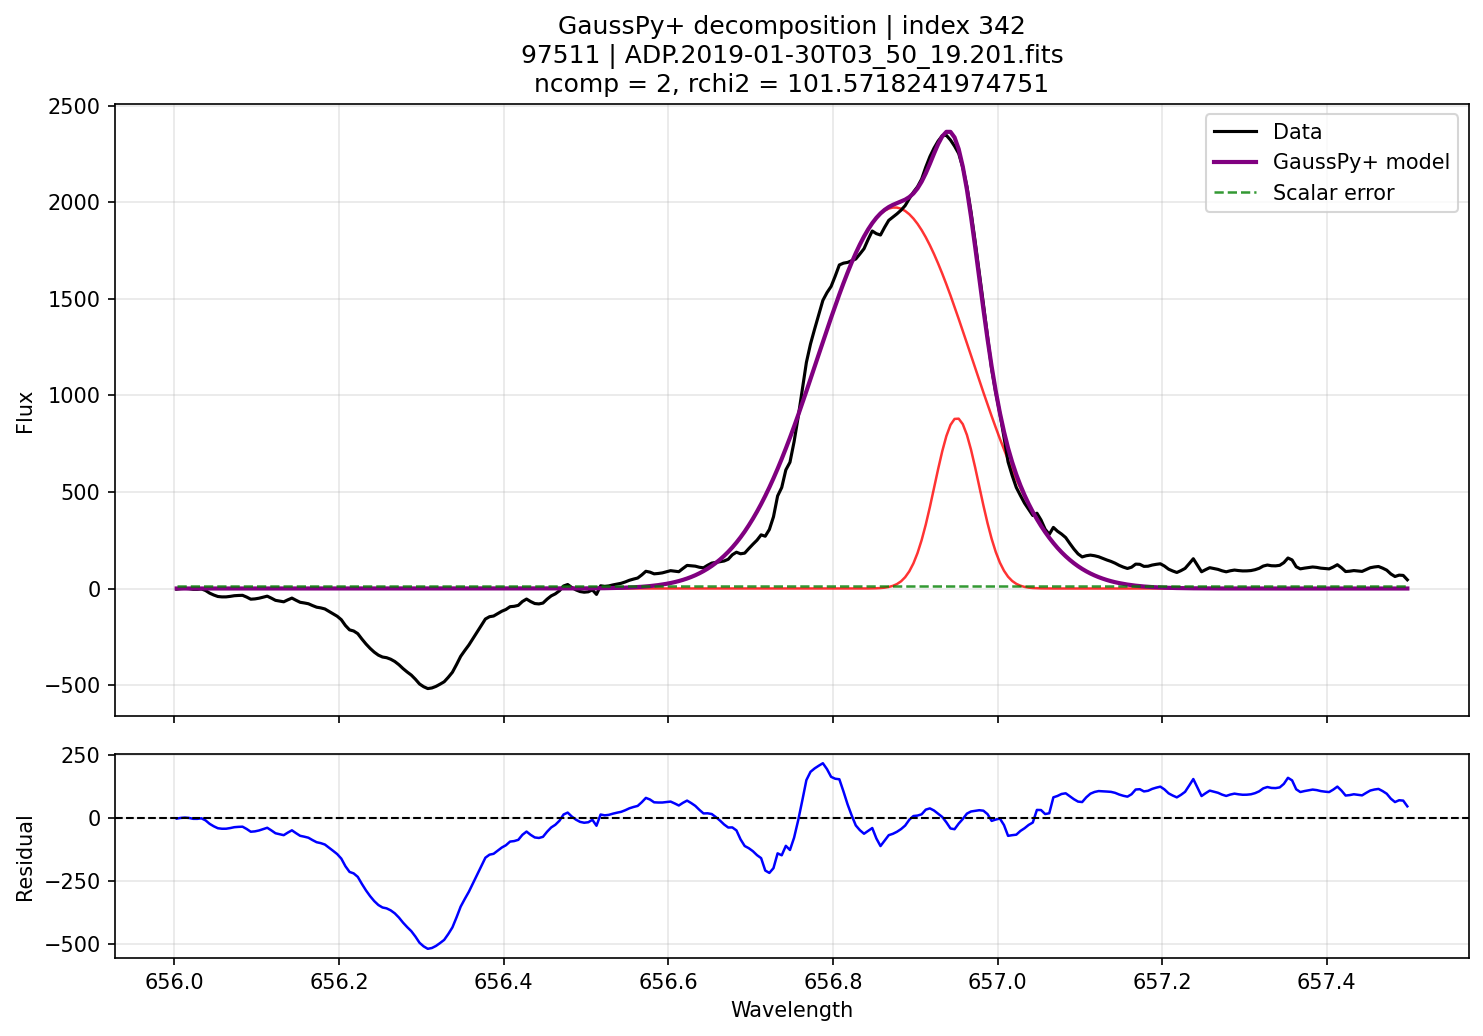 GaussPy+ decomposition | index 342
97511 | ADP.2019-01-30T03_50_19.201.fits
ncomp = 2, rchi2 = 101.5718241974751
2500
2000
1500
1000
500
0
−500
Flux
Data
GaussPy+ model
Scalar error
250
0
−250
−500
Residual
656.0 656.2 656.4 656.6 656.8 657.0 657.2 657.4
Wavelength